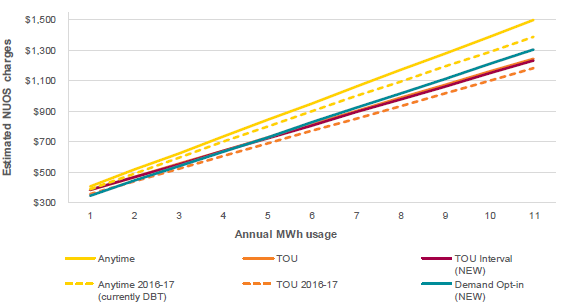 Estimated NUOS charges
$1,500
$1,300
$1,100
$900
$700
$500
$300
1 2 3 4 5 6 7 8 9 10 11
Annual MWh usage
Anytime
TOU
TOU Interval
(NEW)
Anytime 2016-17
(currently DBT)
TOU 2016-17
Demand Opt-in
(NEW)